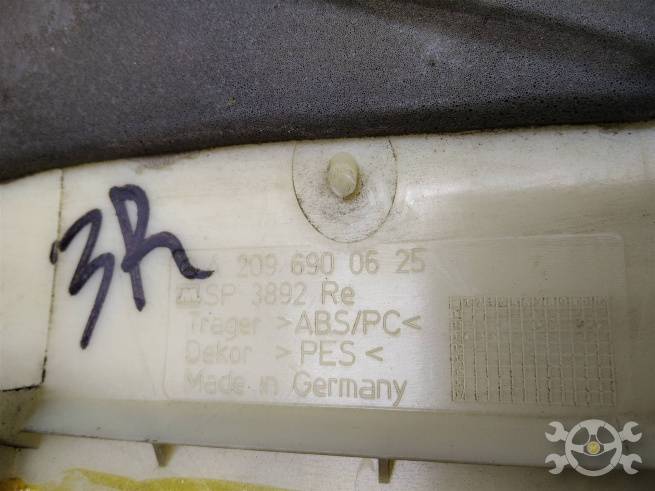 3R
A 209 690 06 25
SP 3892 Re
Träger >ABS/PC<
Dekor >PES<
Made in Germany